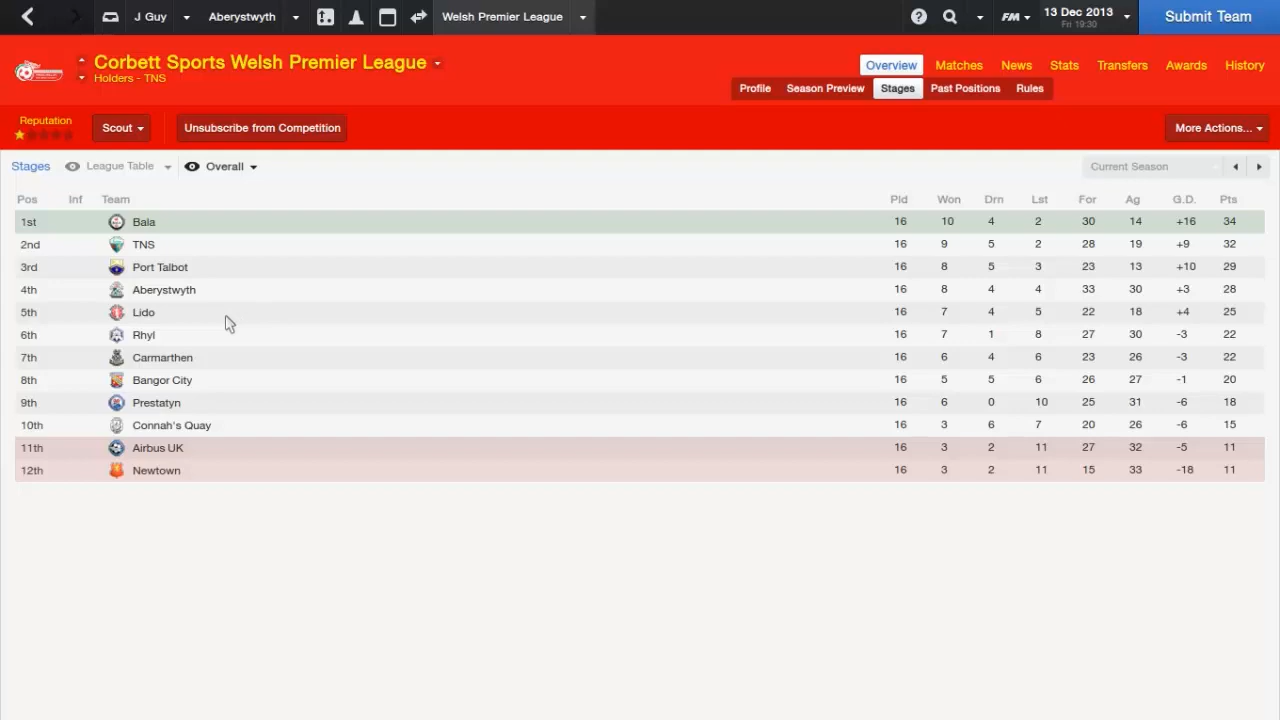 J Guy Aberystwyth Welsh Premier League FM 13 Dec 2013 Fri 19:30 Submit Team
Corbett Sports Welsh Premier League
Holders - TNS
Overview Matches News Stats Transfers Awards History
Profile Season Preview Stages Past Positions Rules
Reputation
Scout Unsubscribe from Competition More Actions...
Stages League Table Overall Current Season
Pos Inf Team Pld Won Drn Lst For Ag G.D. Pts
1st Bala 16 10 4 2 30 14 +16 34
2nd TNS 16 9 5 2 28 19 +9 32
3rd Port Talbot 16 8 5 3 23 13 +10 29
4th Aberystwyth 16 8 4 4 33 30 +3 28
5th Lido 16 7 4 5 22 18 +4 25
6th Rhyl 16 7 1 8 27 30 -3 22
7th Carmarthen 16 6 4 6 23 26 -3 22
8th Bangor City 16 5 5 6 26 27 -1 20
9th Prestatyn 16 6 0 10 25 31 -6 18
10th Connah's Quay 16 3 6 7 20 26 -6 15
11th Airbus UK 16 3 2 11 27 32 -5 11
12th Newtown 16 3 2 11 15 33 -18 11